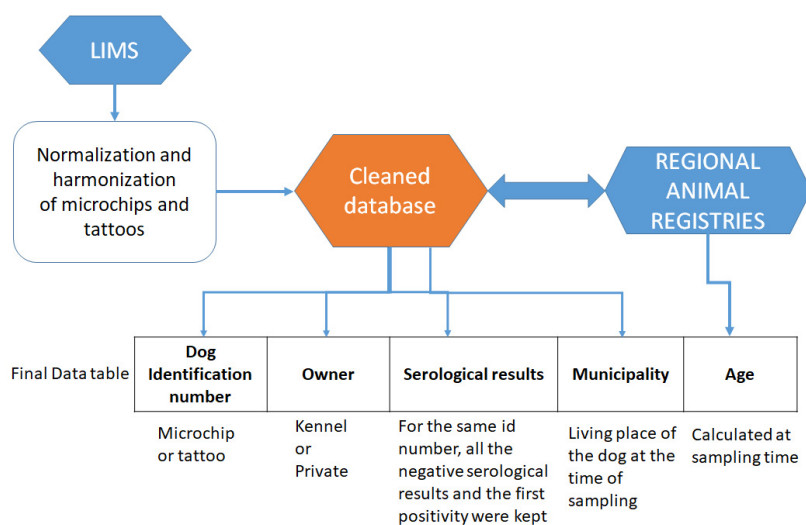 LIMS
Normalization and
harmonization
of microchips and
tattoos
Cleaned
database
REGIONAL
ANIMAL
REGISTRIES
Final Data table
Dog
Identification
number
Owner
Serological results
Municipality
Age
Microchip
or tattoo
Kennel
or
Private
For the same id
number, all the
negative serological
results and the first
positivity were kept
Living place of
the dog at the
time of
sampling
Calculated at
sampling time